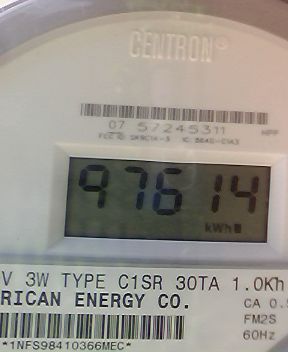 CENTRON®
07 57245311 HPP
97614
kWh
V 3W TYPE C1SR 30TA 1.0Kh
RICAN ENERGY CO. CA 0.
FM2S
60Hz
*1NFS98410366MEC*